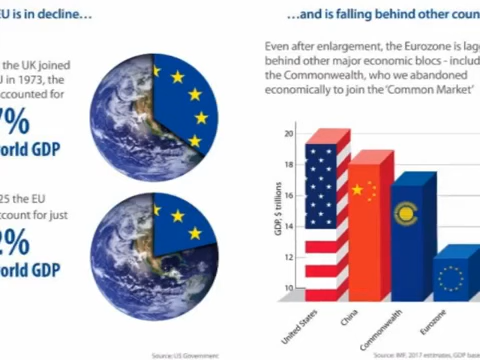 EU is in decline…
the UK joined
U in 1973, the
accounted for
7%
world GDP
25 the EU
account for just
2%
world GDP
Source: US Government
…and is falling behind other coun
Even after enlargement, the Eurozone is lagg
behind other major economic blocs - includ
the Commonwealth, who we abandoned
economically to join the 'Common Market'
GDP, $ trillions
20
18
16
14
12
10
United States
China
Commonwealth
Eurozone
Source: IMF, 2017 estimates, GDP base